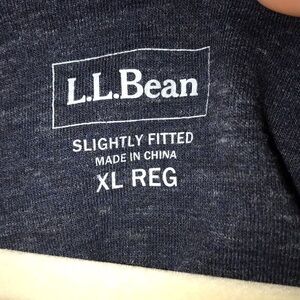 L.L.Bean
SLIGHTLY FITTED
MADE IN CHINA
XL REG